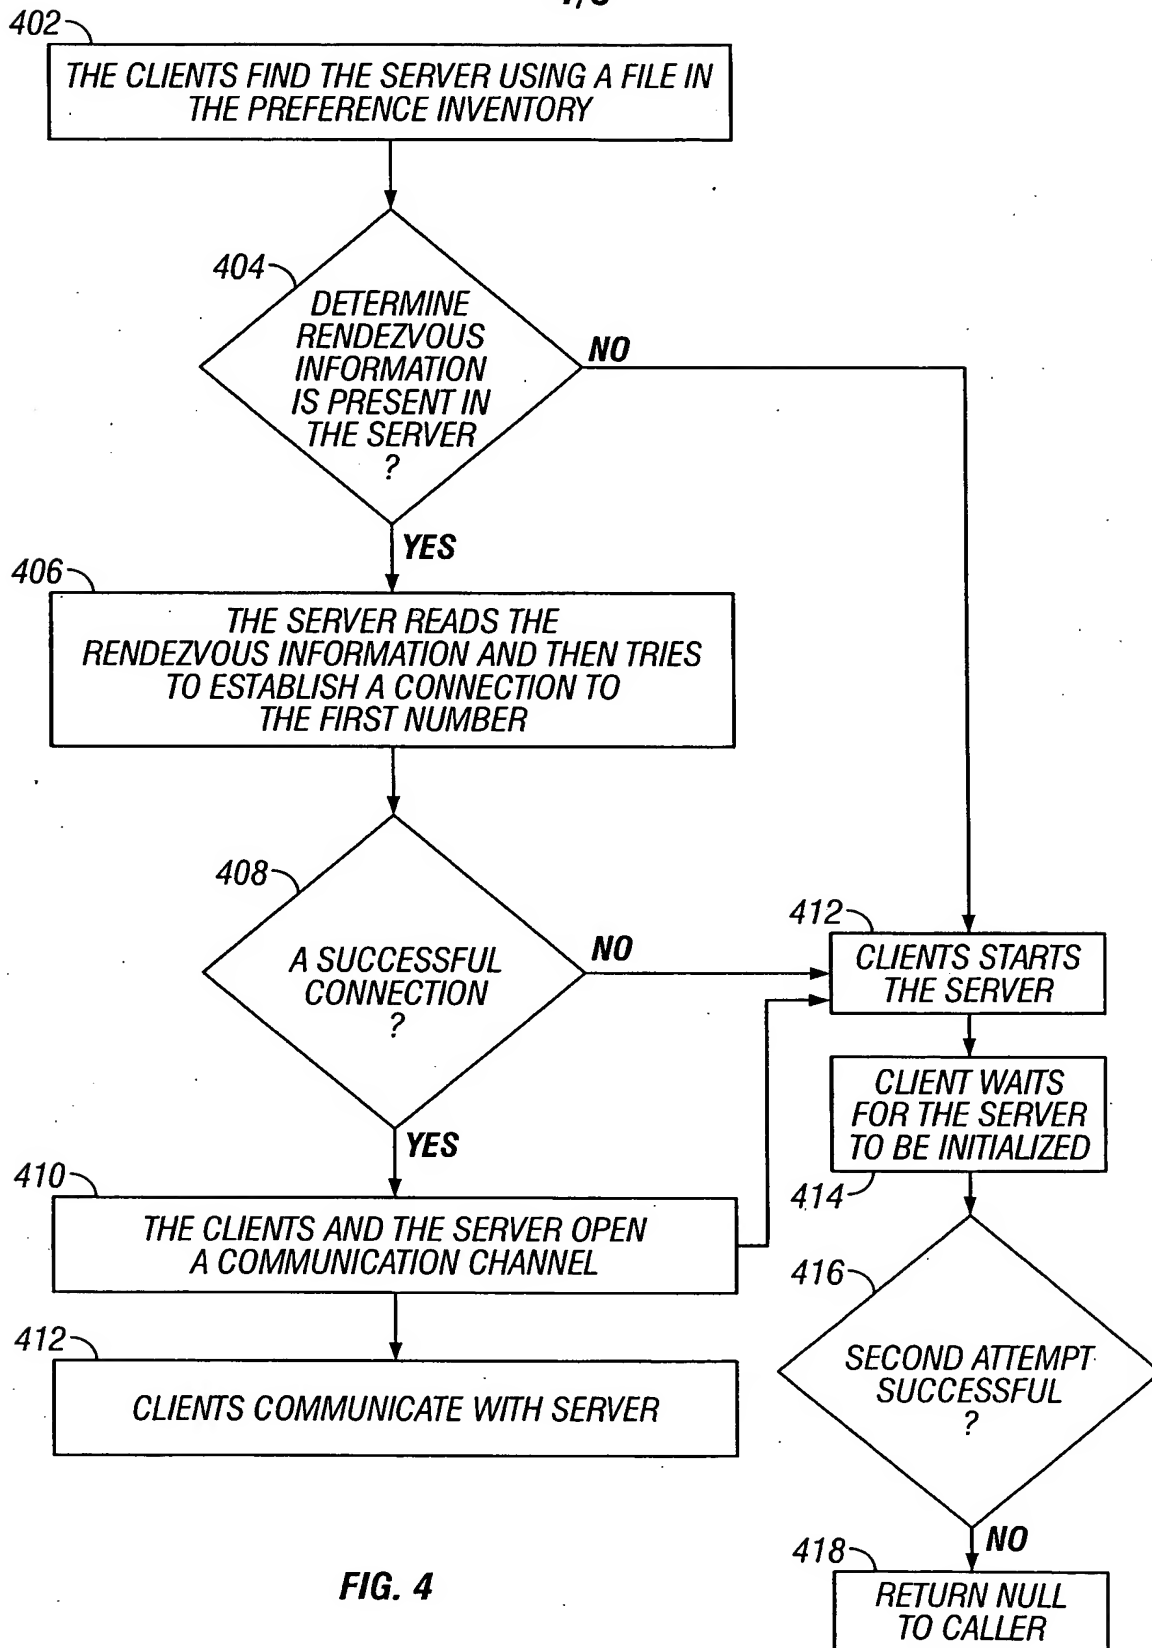 402
THE CLIENTS FIND THE SERVER USING A FILE IN
THE PREFERENCE INVENTORY
404
DETERMINE
RENDEZVOUS
INFORMATION
IS PRESENT IN
THE SERVER
?
NO
YES
406
THE SERVER READS THE
RENDEZVOUS INFORMATION AND THEN TRIES
TO ESTABLISH A CONNECTION TO
THE FIRST NUMBER
408
A SUCCESSFUL
CONNECTION
?
NO
YES
410
THE CLIENTS AND THE SERVER OPEN
A COMMUNICATION CHANNEL
412
CLIENTS COMMUNICATE WITH SERVER
412
CLIENTS STARTS
THE SERVER
CLIENT WAITS
FOR THE SERVER
TO BE INITIALIZED
414
416
SECOND ATTEMPT
SUCCESSFUL
?
NO
418
RETURN NULL
TO CALLER
FIG. 4